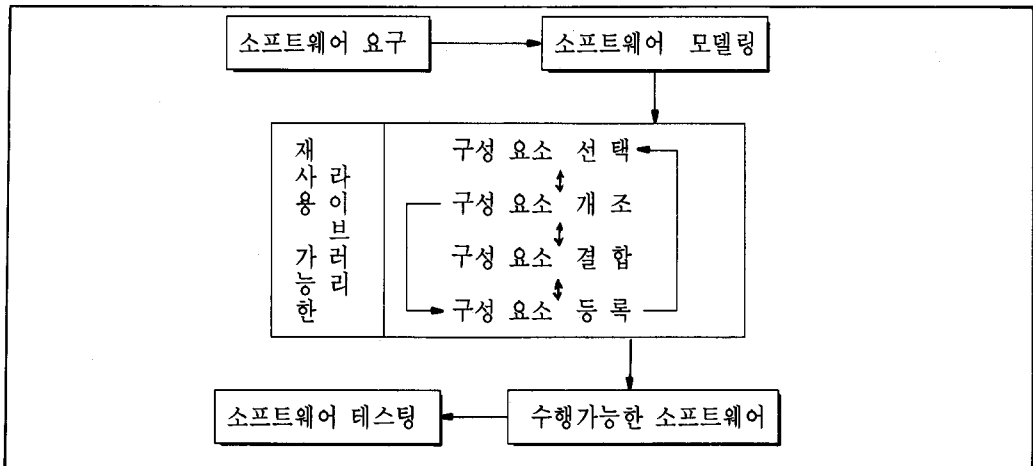 소프트웨어 요구
소프트웨어 모델링
재사용 가능한
라이브러리
구성 요소 선택
구성 요소 개조
구성 요소 결합
구성 요소 등록
소프트웨어 테스팅
수행가능한 소프트웨어